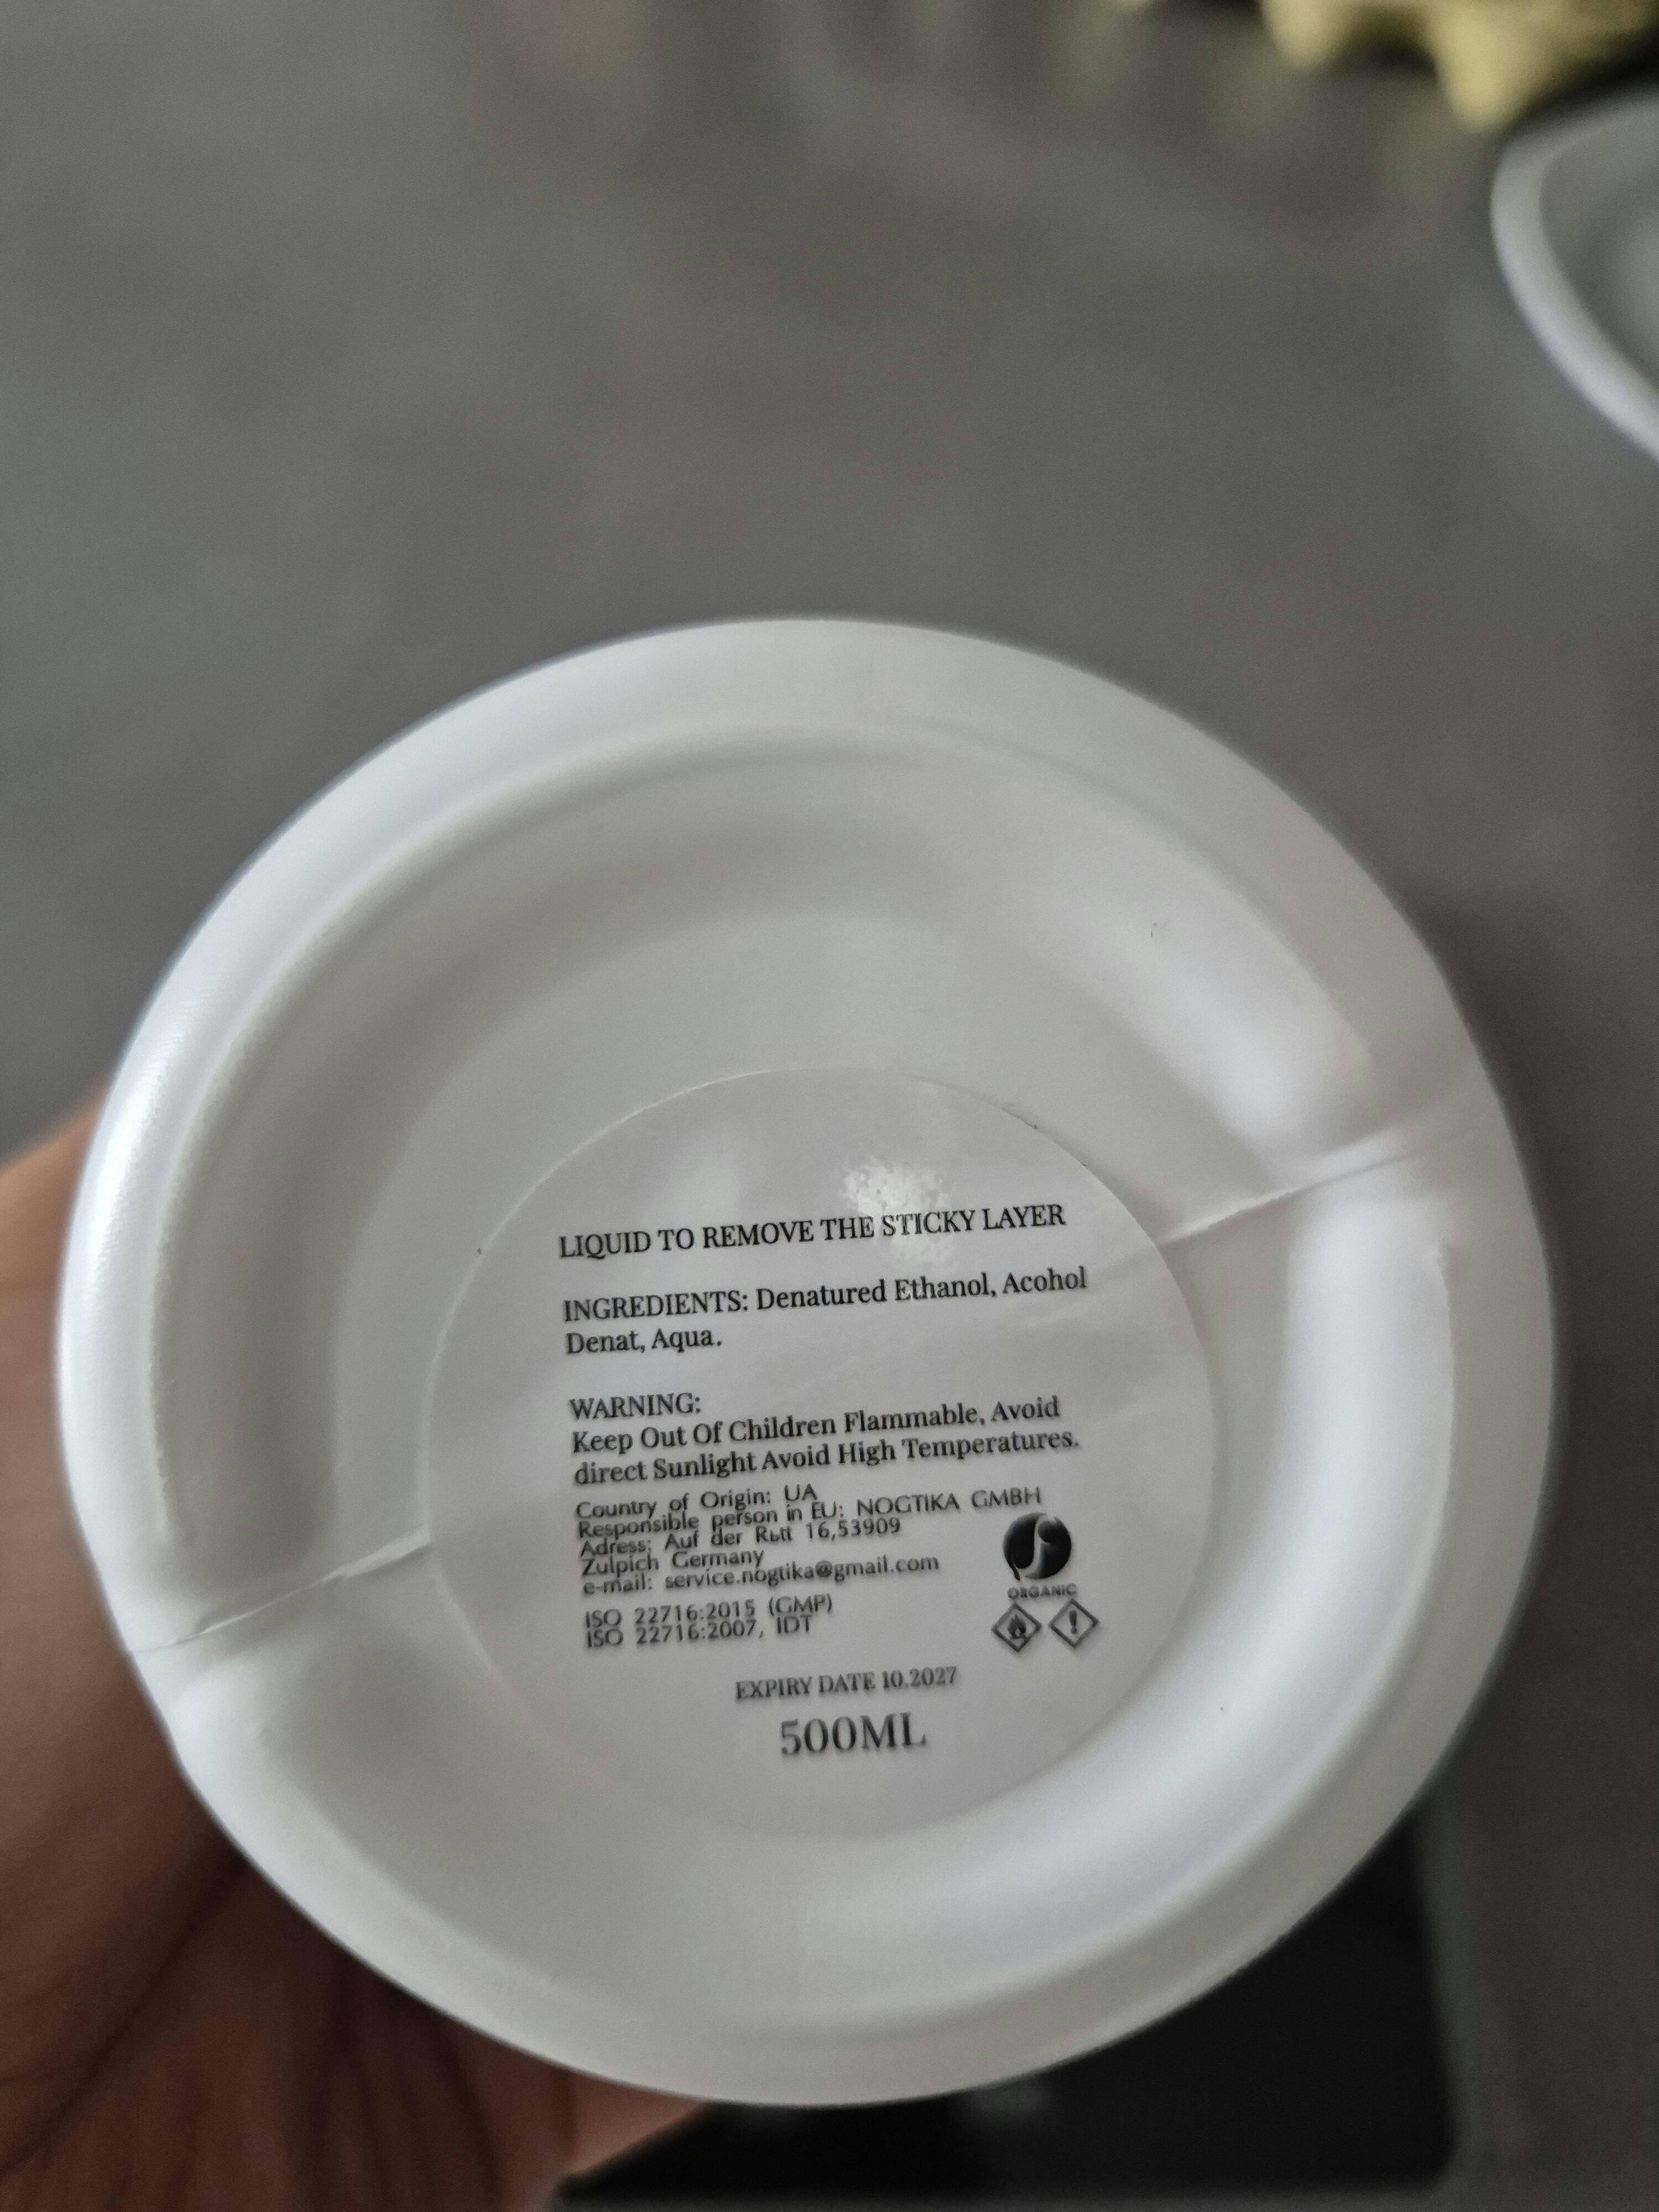 LIQUID TO REMOVE THE STICKY LAYER
INGREDIENTS: Denatured Ethanol, Acohol
Denat, Aqua.
WARNING:
Keep Out Of Children Flammable, Avoid
direct Sunlight Avoid High Temperatures.
Country of Origin: UA
Responsible person in EU: NOGTIKA GMBH
Adress: Auf der Rьtt 16,53909
Zulpich Germany
e-mail: service.nogtika@gmail.com
ORGANIC
ISO 22716:2015 (GMP)
ISO 22716:2007, IDT
EXPIRY DATE 10.2027
500ML